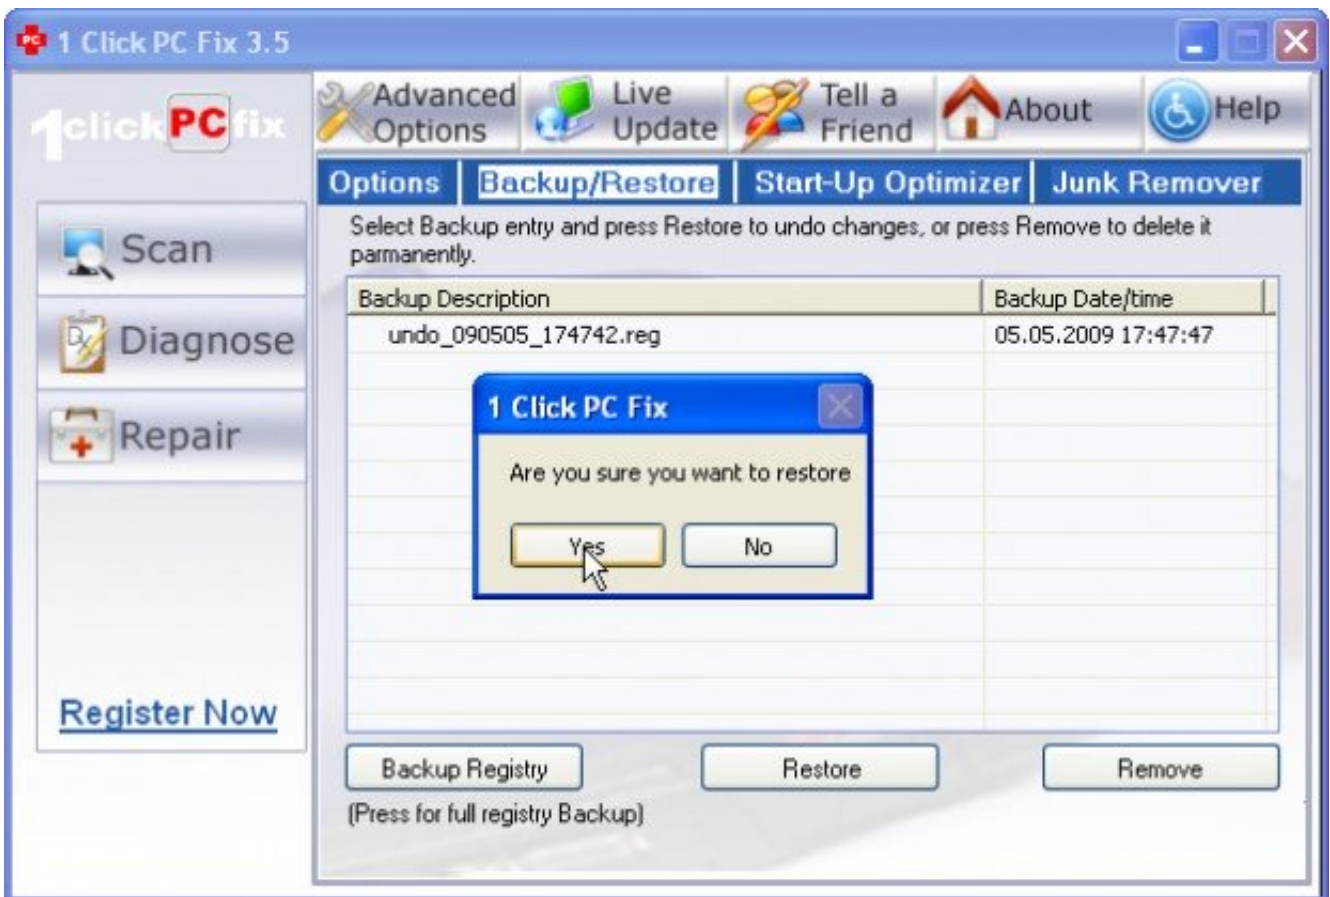 PC 1 Click PC Fix 3.5
1click PC fix
Advanced
Options
Live
Update
Tell a
Friend
About
Help
Options Backup/Restore Start-Up Optimizer Junk Remover
Select Backup entry and press Restore to undo changes, or press Remove to delete it
parmanently.
Backup Description Backup Date/time
undo_090505_174742.reg 05.05.2009 17:47:47
1 Click PC Fix
Are you sure you want to restore
Yes No
Scan
Diagnose
Repair
Register Now
Backup Registry Restore Remove
(Press for full registry Backup)